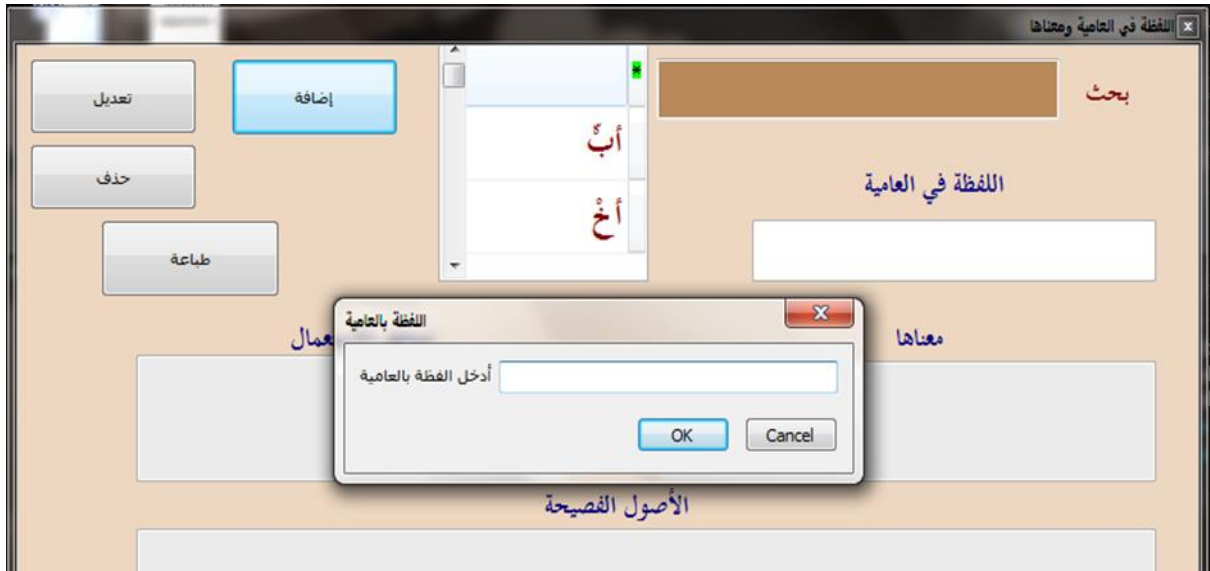 اللفظة في العامية ومعناها
بحث
إضافة
تعديل
أبٌّ
أخْ
حذف
اللفظة في العامية
طباعة
معناها
اللفظة بالعامية
أدخل الفظة بالعامية
OK
Cancel
الأصول الفصيحة